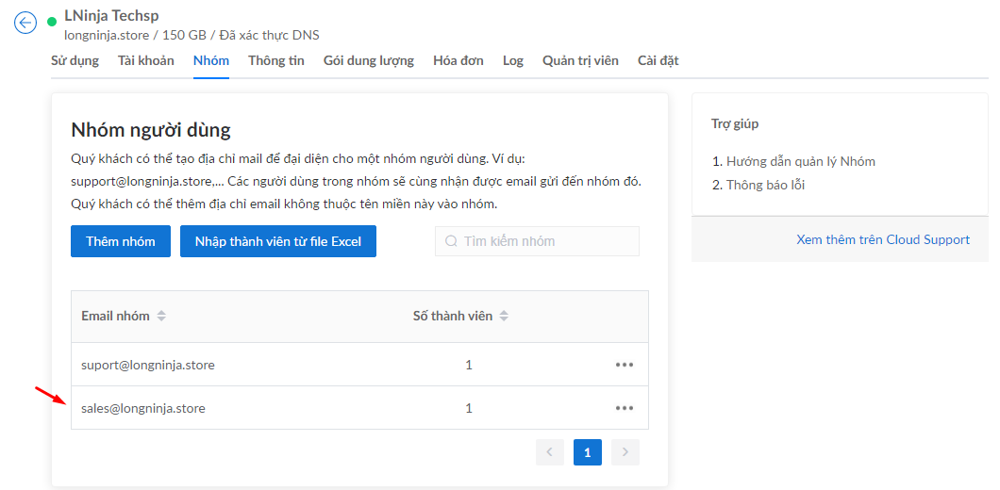 LNinja Techsp
longninja.store / 150 GB / Đã xác thực DNS
Sử dụng Tài khoản Nhóm Thông tin Gói dung lượng Hóa đơn Log Quản trị viên Cài đặt
Nhóm người dùng
Quý khách có thể tạo địa chỉ mail để đại diện cho một nhóm người dùng. Ví dụ:
support@longninja.store,... Các người dùng trong nhóm sẽ cùng nhận được email gửi đến nhóm đó.
Quý khách có thể thêm địa chỉ email không thuộc tên miền này vào nhóm.
Thêm nhóm Nhập thành viên từ file Excel Tìm kiếm nhóm
Email nhóm Số thành viên
suport@longninja.store 1
sales@longninja.store 1
1
Trợ giúp
1. Hướng dẫn quản lý Nhóm
2. Thông báo lỗi
Xem thêm trên Cloud Support